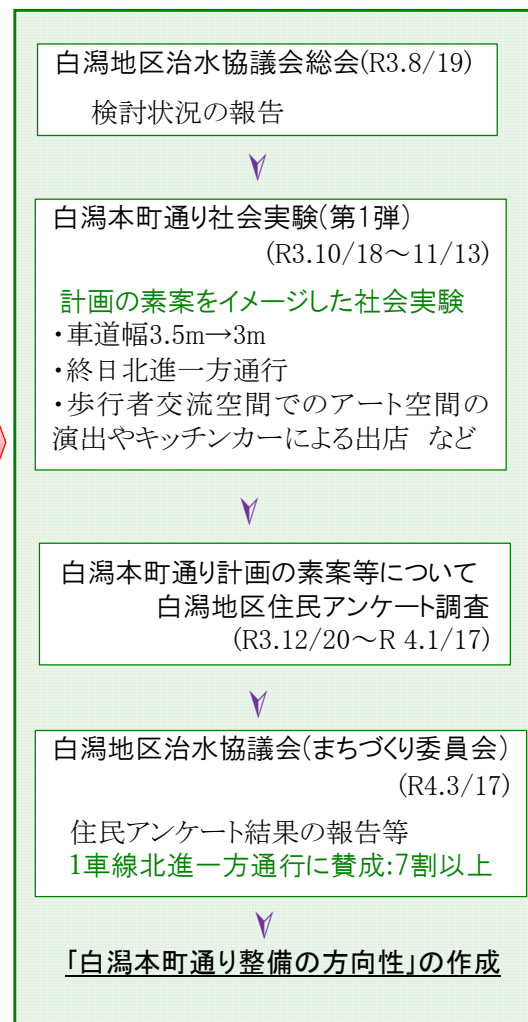 白潟地区治水協議会総会(R3.8/19)
検討状況の報告
白潟本町通り社会実験(第1弾)
(R3.10/18～11/13)
計画の素案をイメージした社会実験
・車道幅3.5m→3m
・終日北進一方通行
・歩行者交流空間でのアート空間の
演出やキッチンカーによる出店 など
白潟本町通り計画の素案等について
白潟地区住民アンケート調査
(R3.12/20～R 4.1/17)
白潟地区治水協議会(まちづくり委員会)
(R4.3/17)
住民アンケート結果の報告等
1車線北進一方通行に賛成:7割以上
「白潟本町通り整備の方向性」の作成